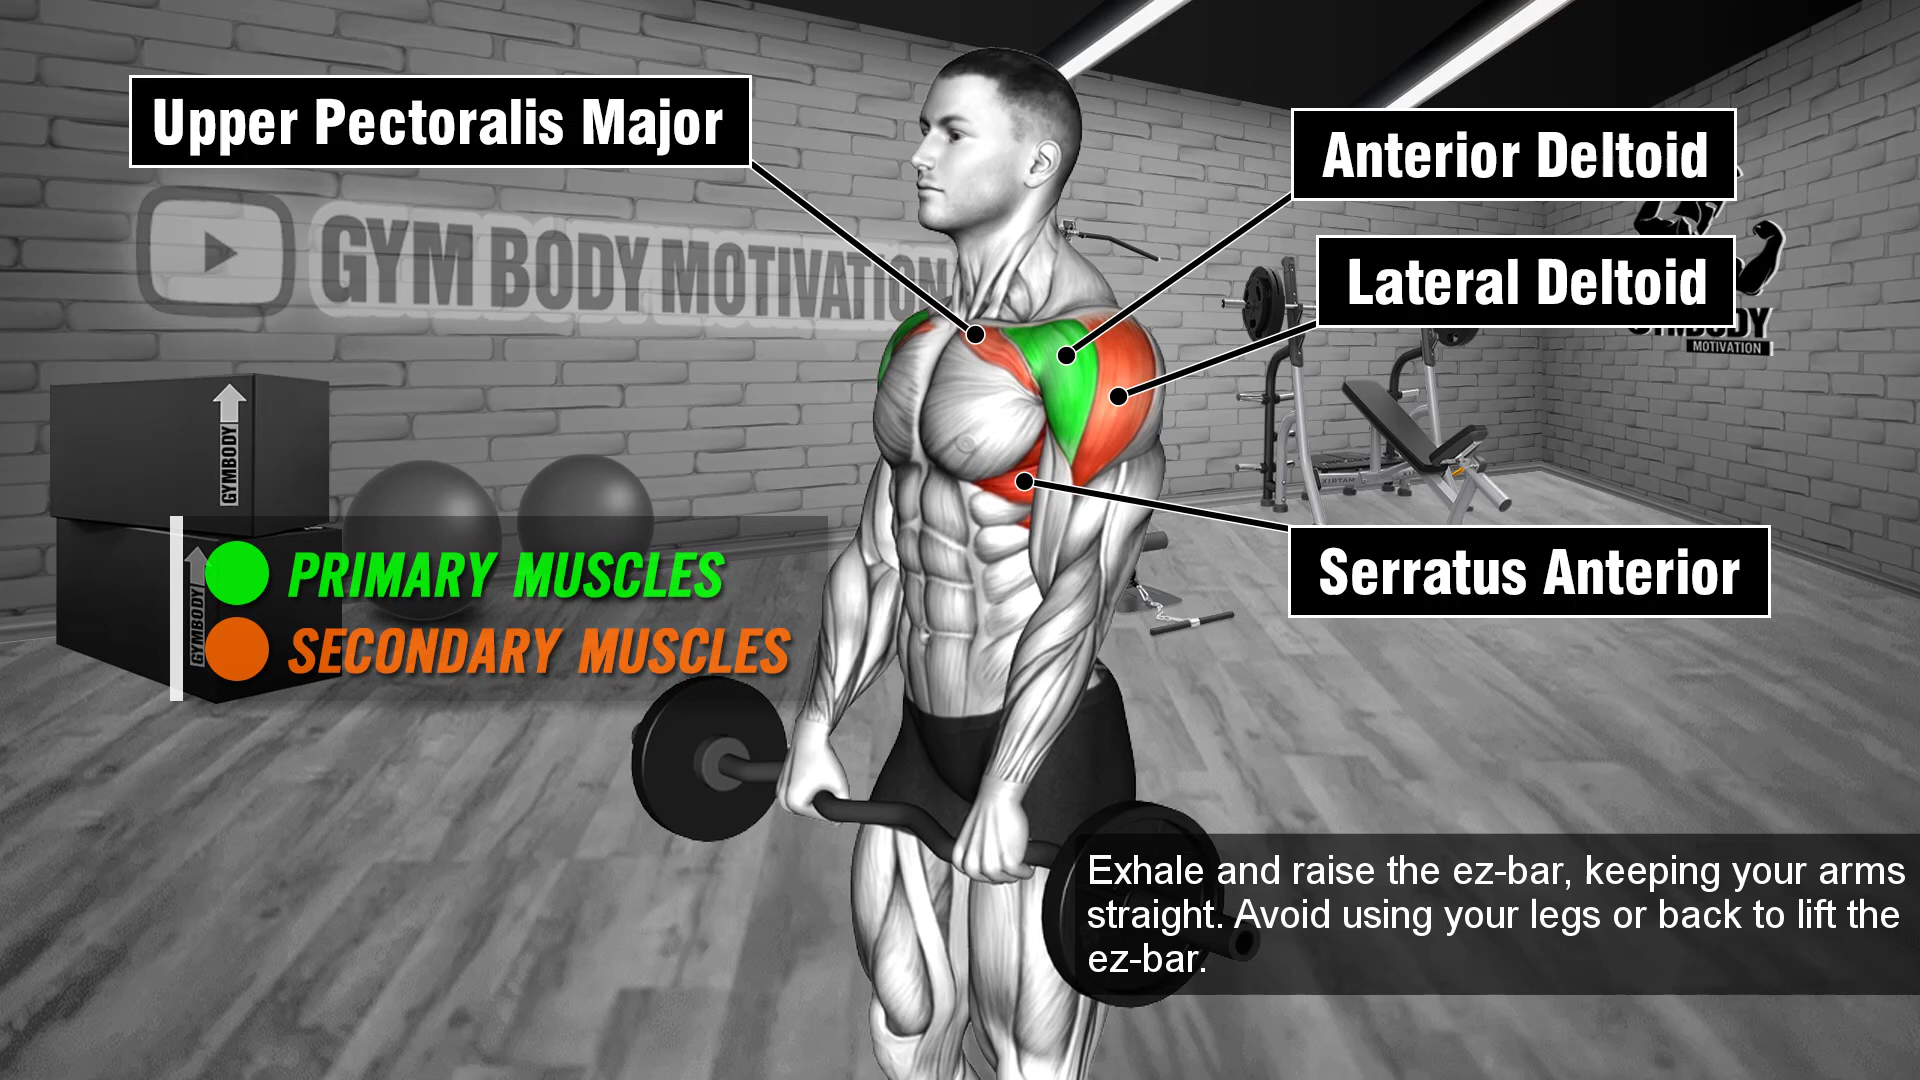 Upper Pectoralis Major
Anterior Deltoid
Lateral Deltoid
GYM BODY MOTIVATION
GYMBODY
MOTIVATION
GYMBODY
MATRIX
Serratus Anterior
PRIMARY MUSCLES
GYMBODY
SECONDARY MUSCLES
Exhale and raise the ez-bar, keeping your arms
straight. Avoid using your legs or back to lift the
ez-bar.